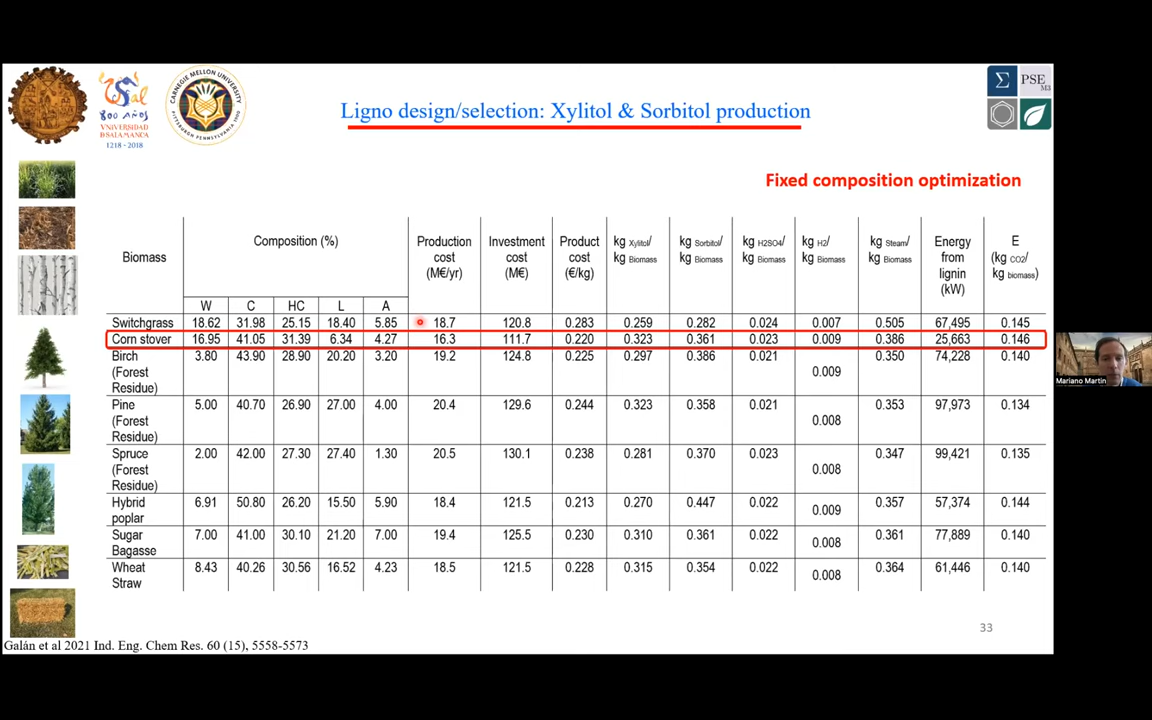 CARNEGIE MELLON UNIVERSITY
PITTSBURGH, PENNSYLVANIA 1900
800 AÑOS
VNiVERSiDAD
D SALAMANCA
1218 - 2018
Ligno design/selection: Xylitol & Sorbitol production
Σ PSE
M3
Fixed composition optimization
Biomass Composition (%) Production cost (M€/yr) Investment cost (M€) Product cost (€/kg) kg Xylitol/ kg Biomass kg Sorbitol/ kg Biomass kg H2SO4/ kg Biomass kg H2/ kg Biomass kg Steam/ kg Biomass Energy from lignin (kW) E (kg CO2/ kg biomass)
W C HC L A
Switchgrass 18.62 31.98 25.15 18.40 5.85 18.7 120.8 0.283 0.259 0.282 0.024 0.007 0.505 67,495 0.145
Corn stover 16.95 41.05 31.39 6.34 4.27 16.3 111.7 0.220 0.323 0.361 0.023 0.009 0.386 25,663 0.146
Birch (Forest Residue) 3.80 43.90 28.90 20.20 3.20 19.2 124.8 0.225 0.297 0.386 0.021 0.009 0.350 74,228 0.140
Pine (Forest Residue) 5.00 40.70 26.90 27.00 4.00 20.4 129.6 0.244 0.323 0.358 0.021 0.008 0.353 97,973 0.134
Spruce (Forest Residue) 2.00 42.00 27.30 27.40 1.30 20.5 130.1 0.238 0.281 0.370 0.023 0.008 0.347 99,421 0.135
Hybrid poplar 6.91 50.80 26.20 15.50 5.90 18.4 121.5 0.213 0.270 0.447 0.022 0.009 0.357 57,374 0.144
Sugar Bagasse 7.00 41.00 30.10 21.20 7.00 19.4 125.5 0.230 0.310 0.361 0.022 0.008 0.361 77,889 0.140
Wheat Straw 8.43 40.26 30.56 16.52 4.23 18.5 121.5 0.228 0.315 0.354 0.022 0.008 0.364 61,446 0.140
Mariano Martin
33
Galán et al 2021 Ind. Eng. Chem Res. 60 (15), 5558-5573